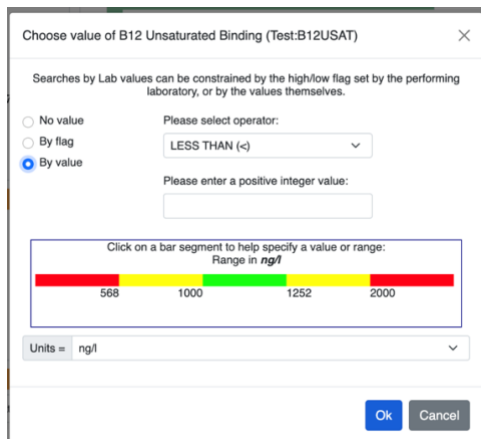 Choose value of B12 Unsaturated Binding (Test:B12USAT)
Searches by Lab values can be constrained by the high/low flag set by the performing
laboratory, or by the values themselves.
No value
By flag
By value
Please select operator:
LESS THAN (<)
Please enter a positive integer value:
Click on a bar segment to help specify a value or range:
Range in ng/l
568 1000 1252 2000
Units = ng/l
Ok Cancel